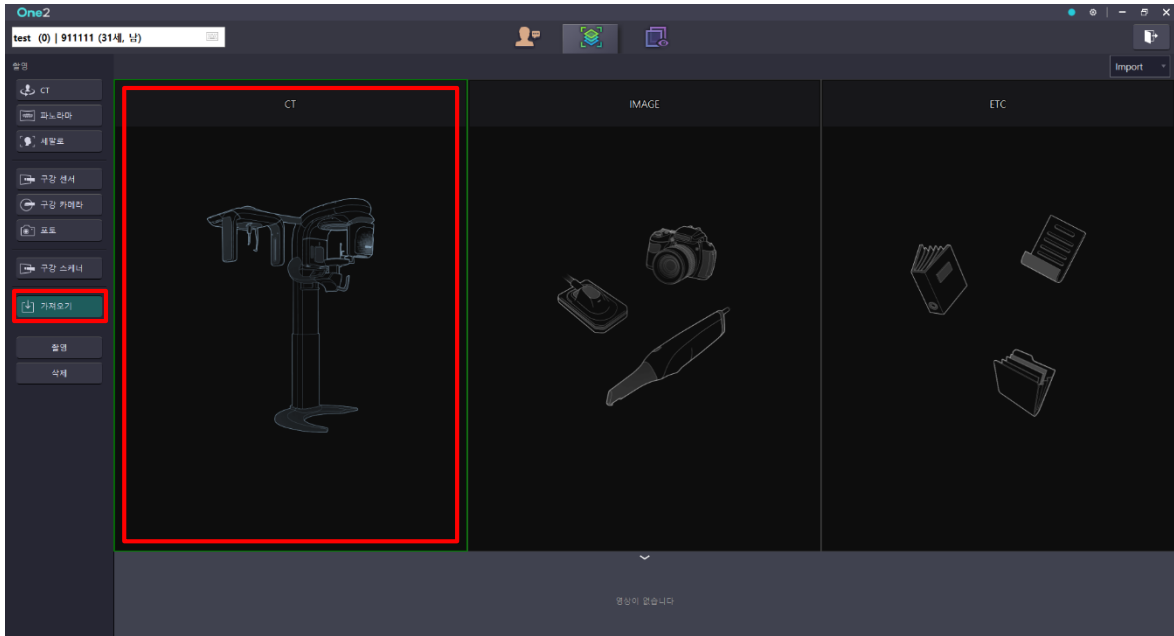 One2
test (0) | 911111 (31세, 남)
촬영
Import
CT
파노라마
세팔로
구강 센서
구강 카메라
포토
구강 스캐너
가져오기
촬영
삭제
CT
IMAGE
ETC
영상이 없습니다